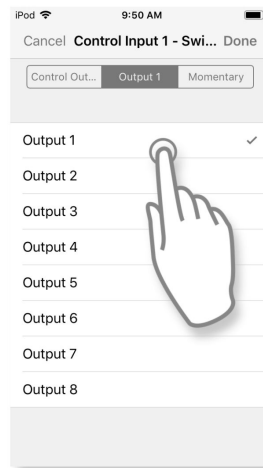 iPod 9:50 AM
Cancel Control Input 1 - Swi... Done
Control Out... Output 1 Momentary
Output 1
Output 2
Output 3
Output 4
Output 5
Output 6
Output 7
Output 8